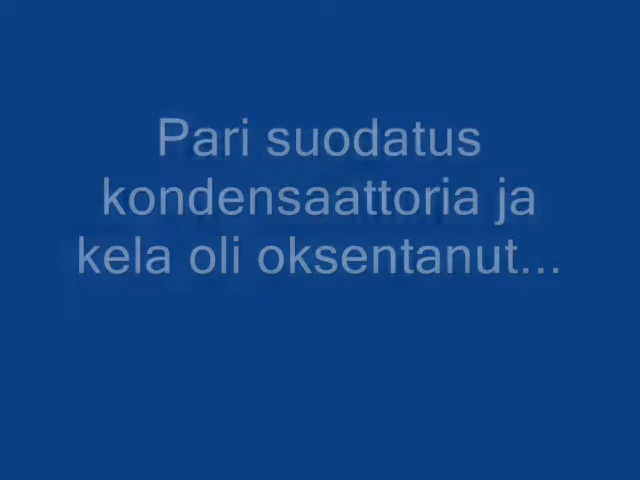 Pari suodatus
kondensaattoria ja
kela oli oksentanut...